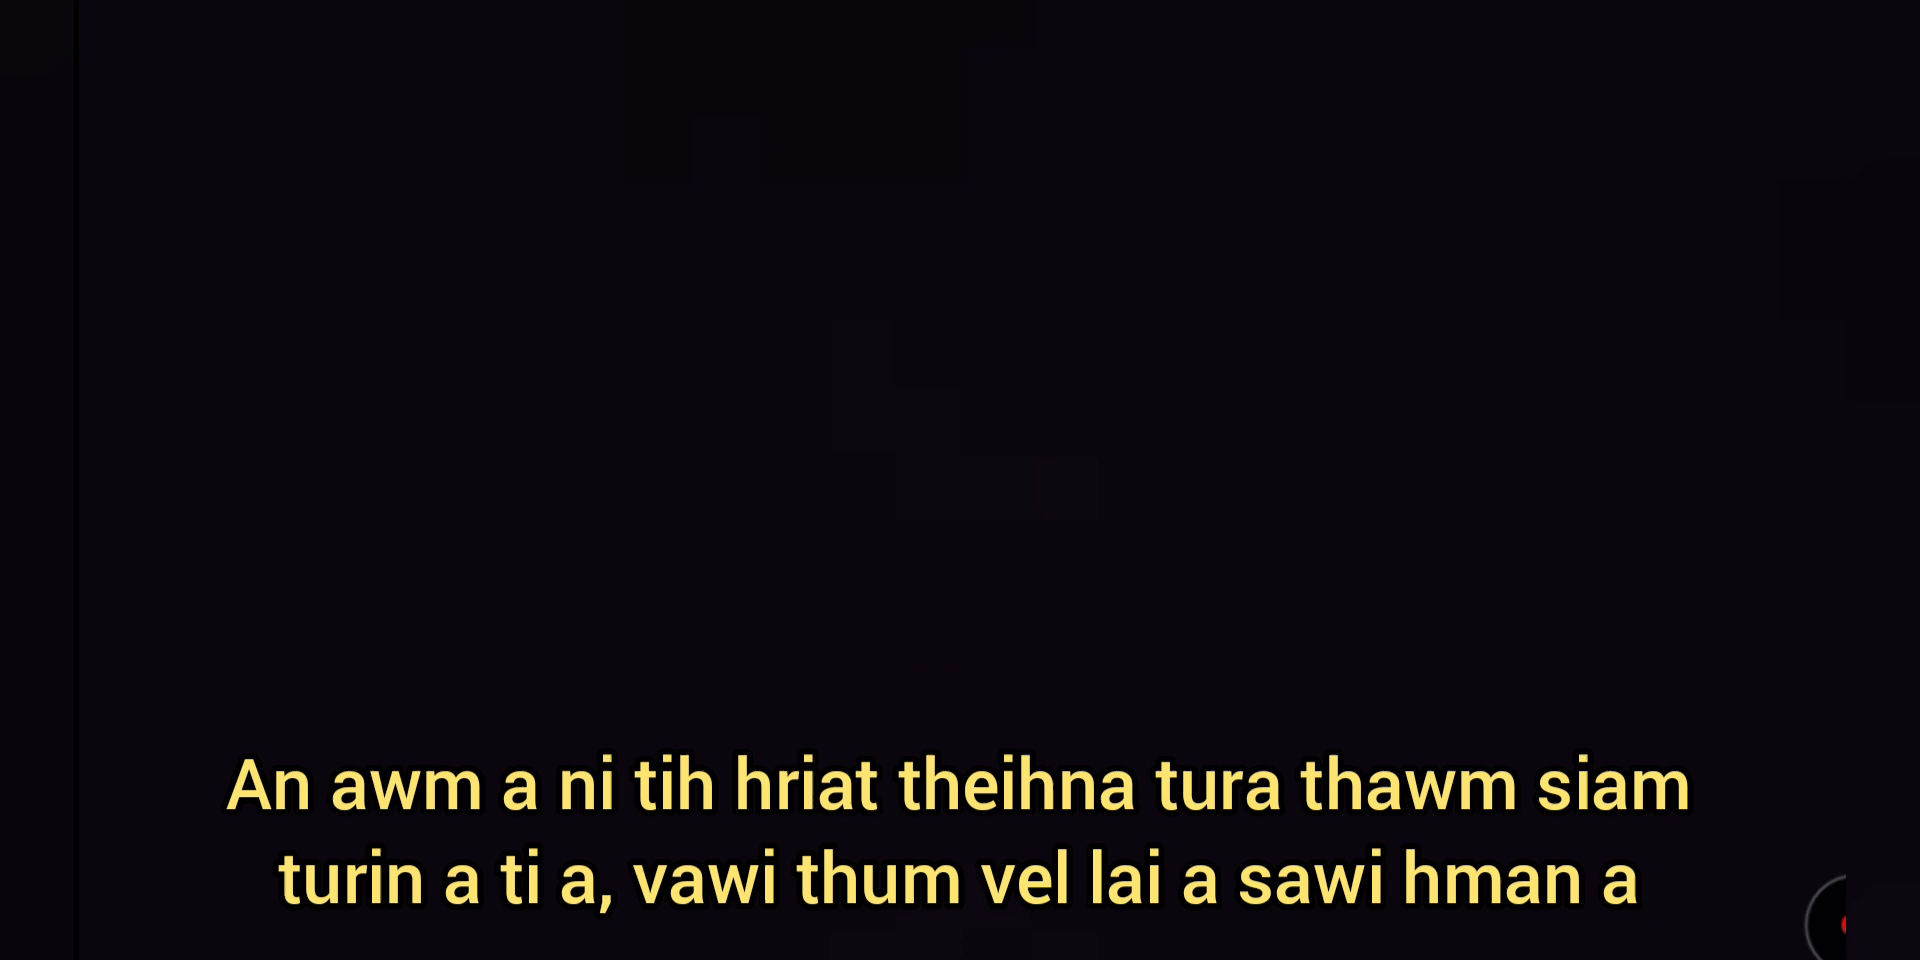 An awm a ni tih hriat theihna tura thawm siam
turin a ti a, vawi thum vel lai a sawi hman a